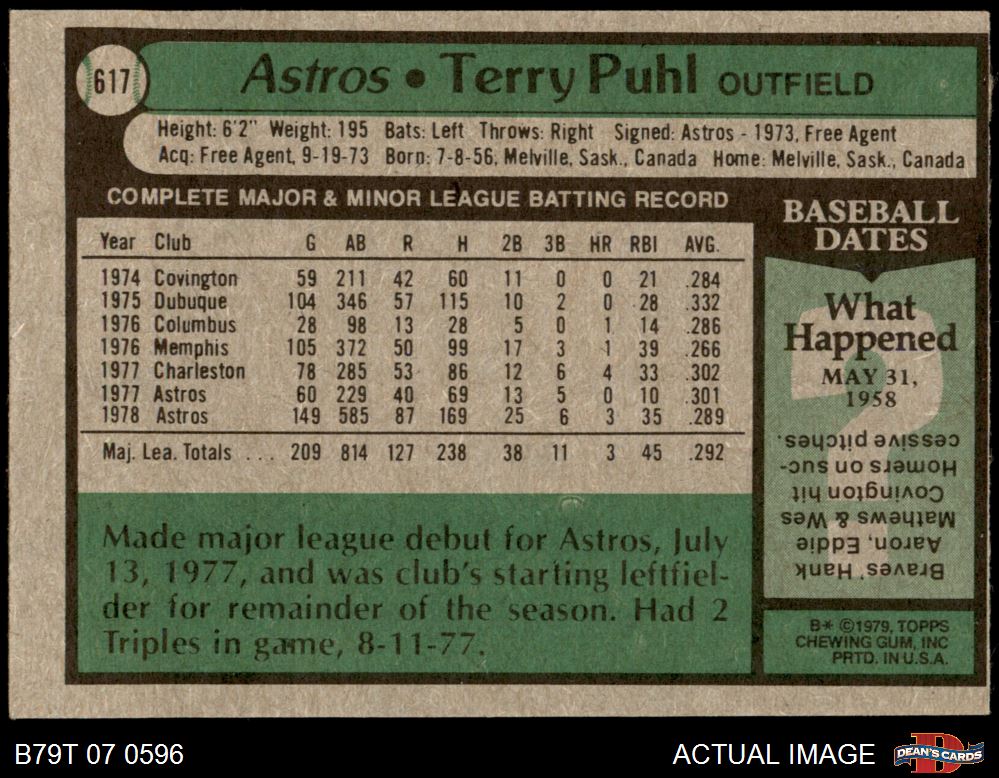 617
Astros • Terry Puhl OUTFIELD
Height: 6'2" Weight: 195 Bats: Left Throws: Right Signed: Astros - 1973, Free Agent
Acq: Free Agent, 9-19-73 Born: 7-8-56, Melville, Sask., Canada Home: Melville, Sask., Canada
COMPLETE MAJOR & MINOR LEAGUE BATTING RECORD
Year Club G AB R H 2B 3B HR RBI AVG.
1974 Covington 59 211 42 60 11 0 0 21 .284
1975 Dubuque 104 346 57 115 10 2 0 28 .332
1976 Columbus 28 98 13 28 5 0 1 14 .286
1976 Memphis 105 372 50 99 17 3 1 39 .266
1977 Charleston 78 285 53 86 12 6 4 33 .302
1977 Astros 60 229 40 69 13 5 0 10 .301
1978 Astros 149 585 87 169 25 6 3 35 .289
Maj. Lea. Totals ... 209 814 127 238 38 11 3 45 .292
Made major league debut for Astros, July
13, 1977, and was club's starting leftfiel-
der for remainder of the season. Had 2
Triples in game, 8-11-77.
BASEBALL
DATES
What
Happened
MAY 31,
1958
Braves' Hank
Aaron, Eddie
Mathews & Wes
Covington hit
Homers on suc-
cessive pitches.
B* ©1979, TOPPS
CHEWING GUM, INC
PRTD. IN U.S.A.
B79T 07 0596
ACTUAL IMAGE
DEAN'S CARDS